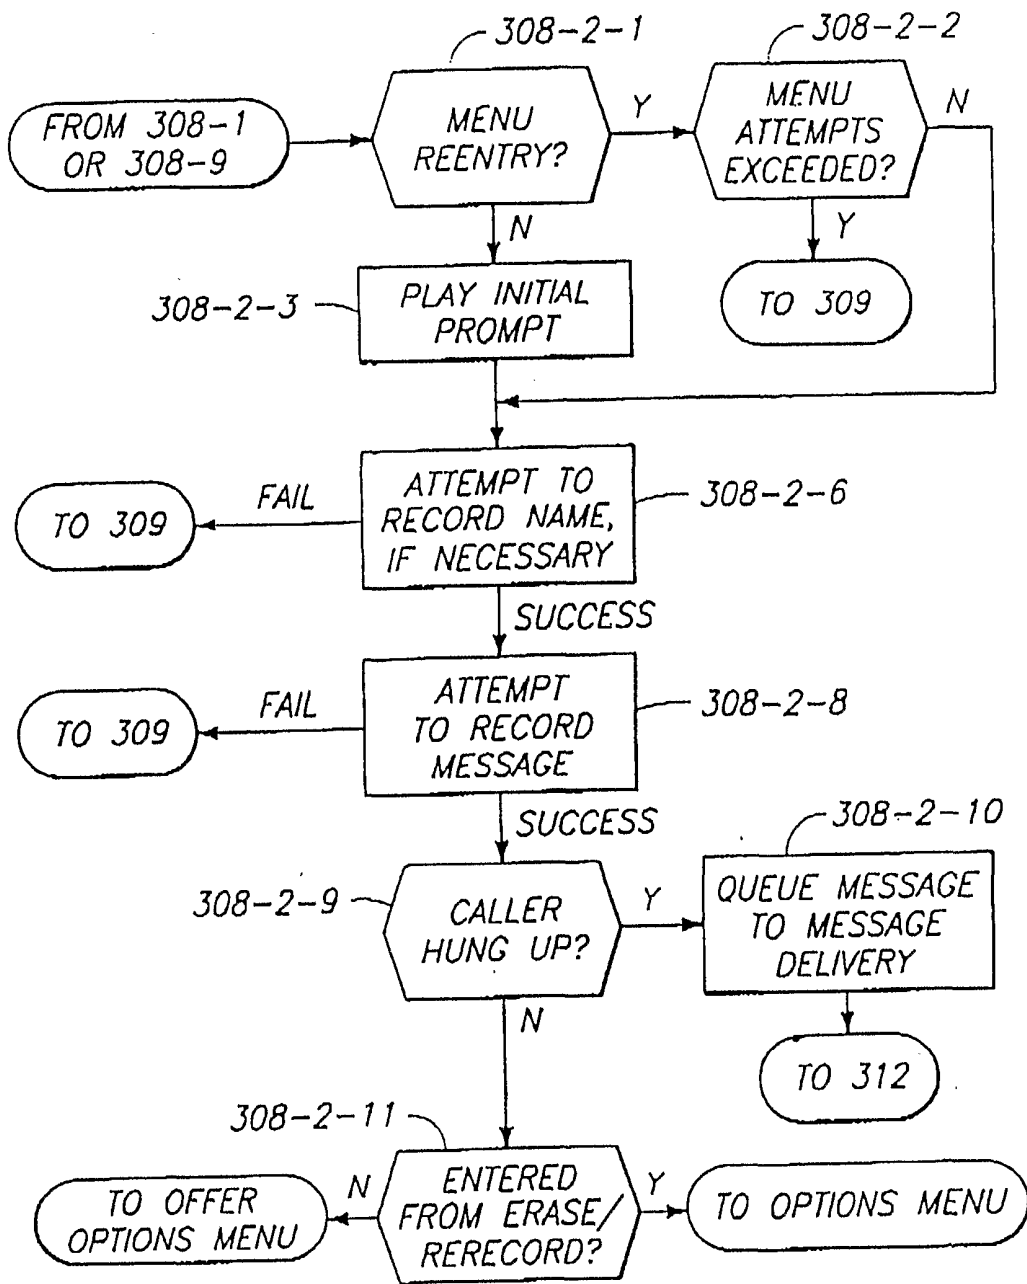 308-2-1
308-2-2
FROM 308-1
OR 308-9
MENU
REENTRY?
Y
MENU
ATTEMPTS
EXCEEDED?
N
N
Y
308-2-3
PLAY INITIAL
PROMPT
TO 309
TO 309
FAIL
ATTEMPT TO
RECORD NAME,
IF NECESSARY
308-2-6
SUCCESS
TO 309
FAIL
ATTEMPT
TO RECORD
MESSAGE
308-2-8
SUCCESS
308-2-10
308-2-9
CALLER
HUNG UP?
Y
QUEUE MESSAGE
TO MESSAGE
DELIVERY
N
TO 312
308-2-11
TO OFFER
OPTIONS MENU
N
ENTERED
FROM ERASE/
RERECORD?
Y
TO OPTIONS MENU